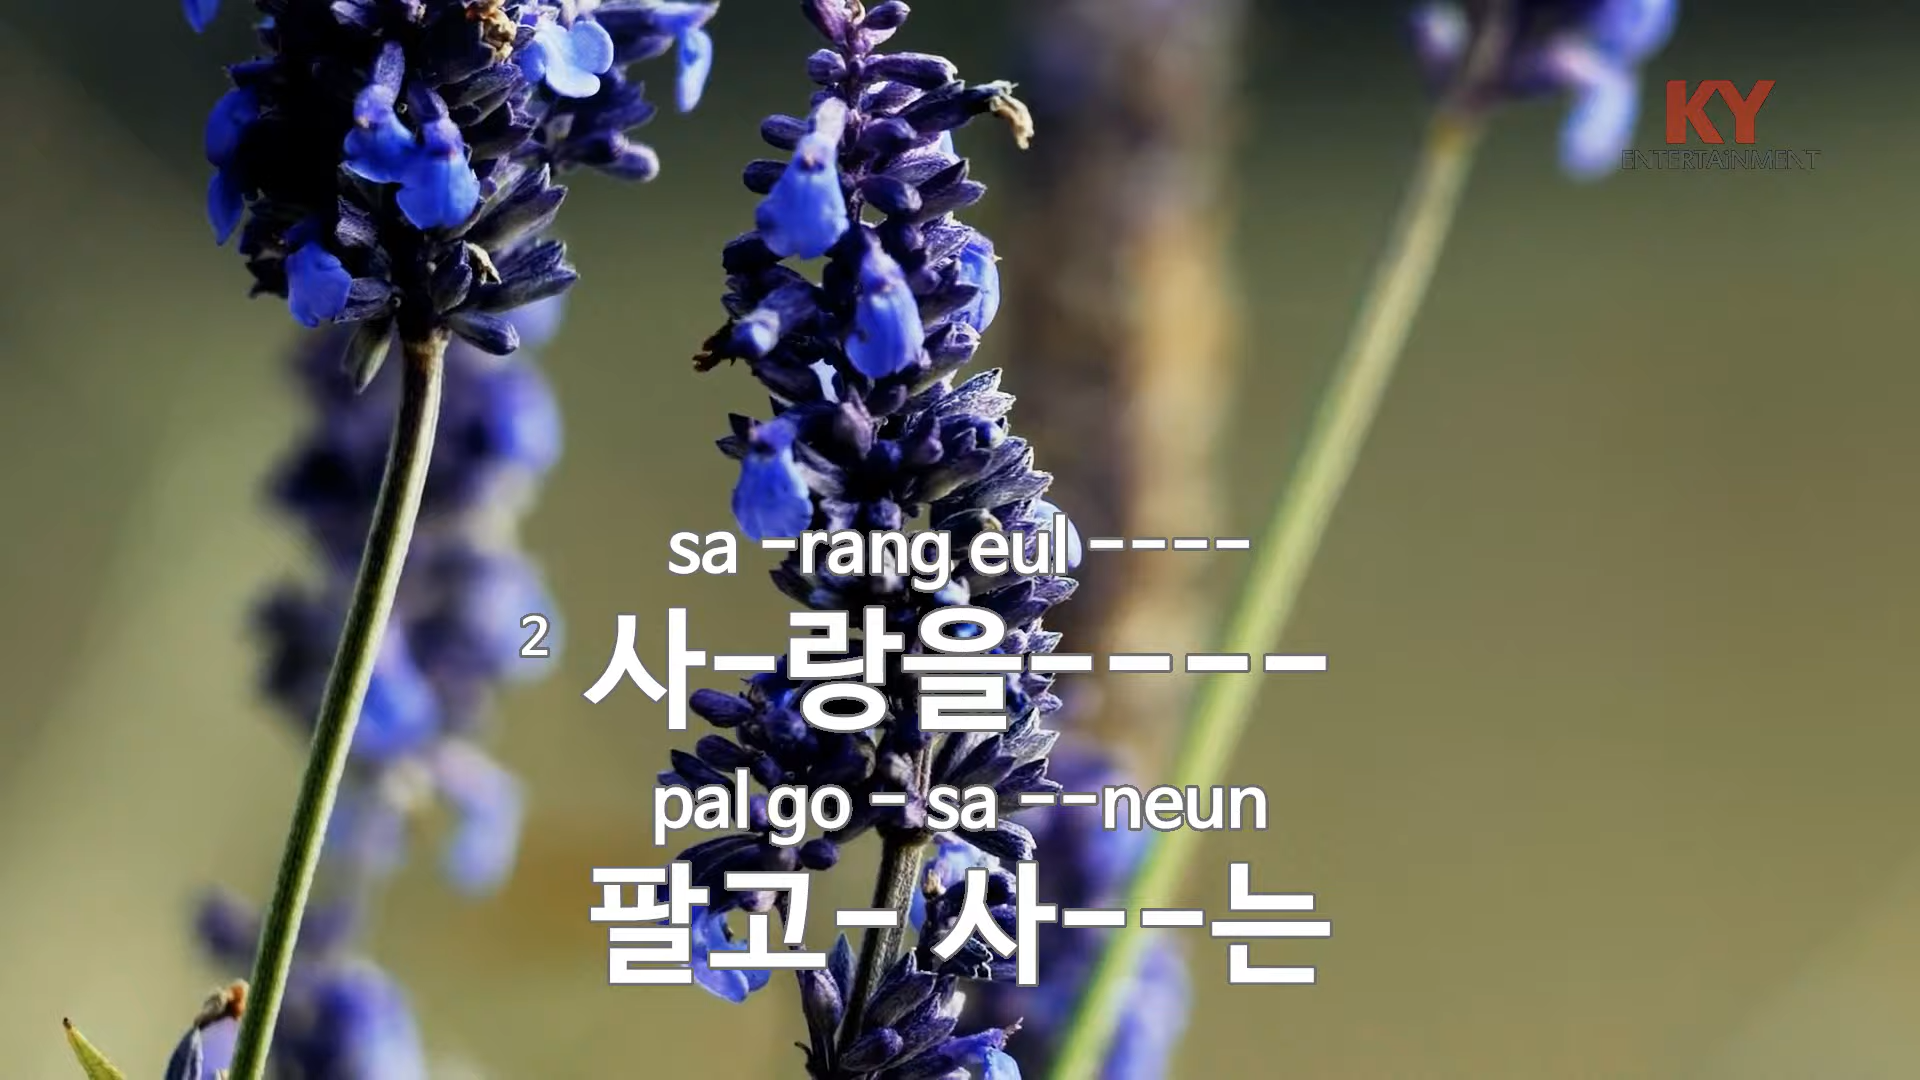 KY
ENTERTAiNMENT
sa -rang eul ----
2 사-랑을----
pal go - sa --neun
팔고- 사--는